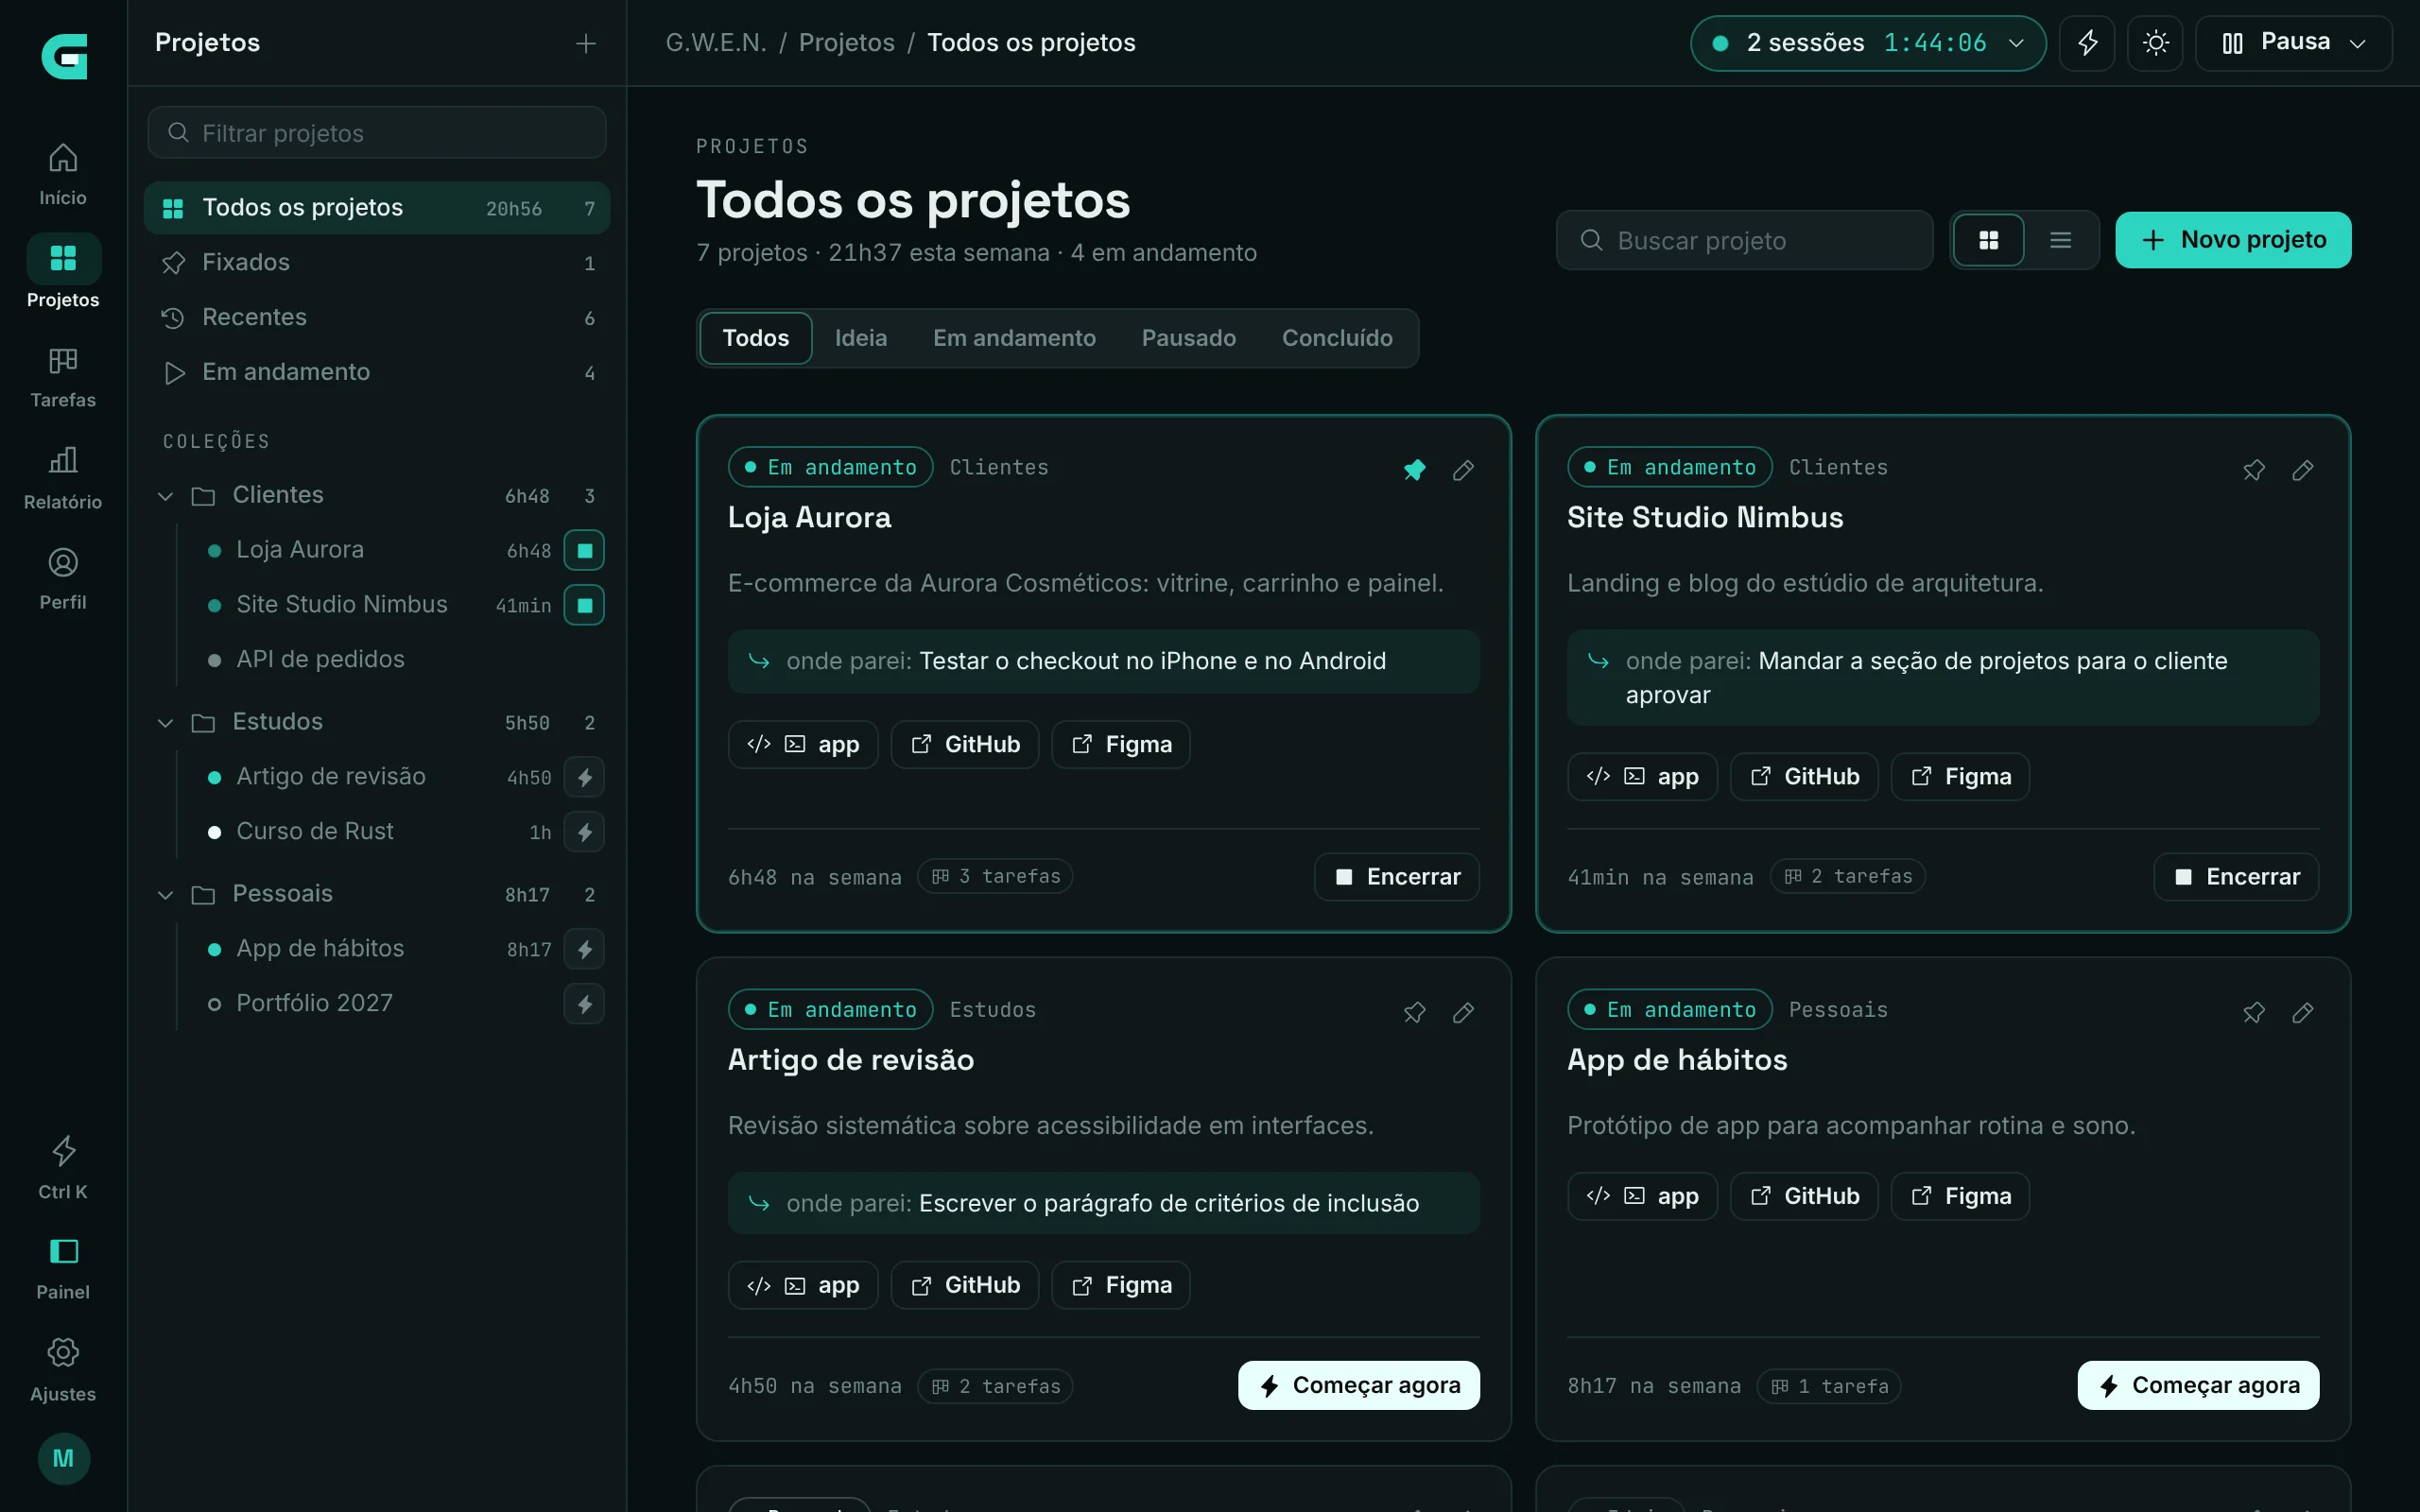 Início
Projetos
Tarefas
Relatório
Perfil
Ctrl K
Painel
Ajustes
M
Projetos
Filtrar projetos
Todos os projetos 20h56 7
Fixados 1
Recentes 6
Em andamento 4
COLEÇÕES
Clientes 6h48 3
Loja Aurora 6h48
Site Studio Nimbus 41min
API de pedidos
Estudos 5h50 2
Artigo de revisão 4h50
Curso de Rust 1h
Pessoais 8h17 2
App de hábitos 8h17
Portfólio 2027
G.W.E.N. / Projetos / Todos os projetos
2 sessões 1:44:06
Pausa
PROJETOS
Todos os projetos
7 projetos · 21h37 esta semana · 4 em andamento
Buscar projeto
Novo projeto
Todos Ideia Em andamento Pausado Concluído
Em andamento Clientes
Loja Aurora
E-commerce da Aurora Cosméticos: vitrine, carrinho e painel.
onde parei: Testar o checkout no iPhone e no Android
app GitHub Figma
6h48 na semana 3 tarefas Encerrar
Em andamento Clientes
Site Studio Nimbus
Landing e blog do estúdio de arquitetura.
onde parei: Mandar a seção de projetos para o cliente
aprovar
app GitHub Figma
41min na semana 2 tarefas Encerrar
Em andamento Estudos
Artigo de revisão
Revisão sistemática sobre acessibilidade em interfaces.
onde parei: Escrever o parágrafo de critérios de inclusão
app GitHub Figma
4h50 na semana 2 tarefas Começar agora
Em andamento Pessoais
App de hábitos
Protótipo de app para acompanhar rotina e sono.
app GitHub Figma
8h17 na semana 1 tarefa Começar agora